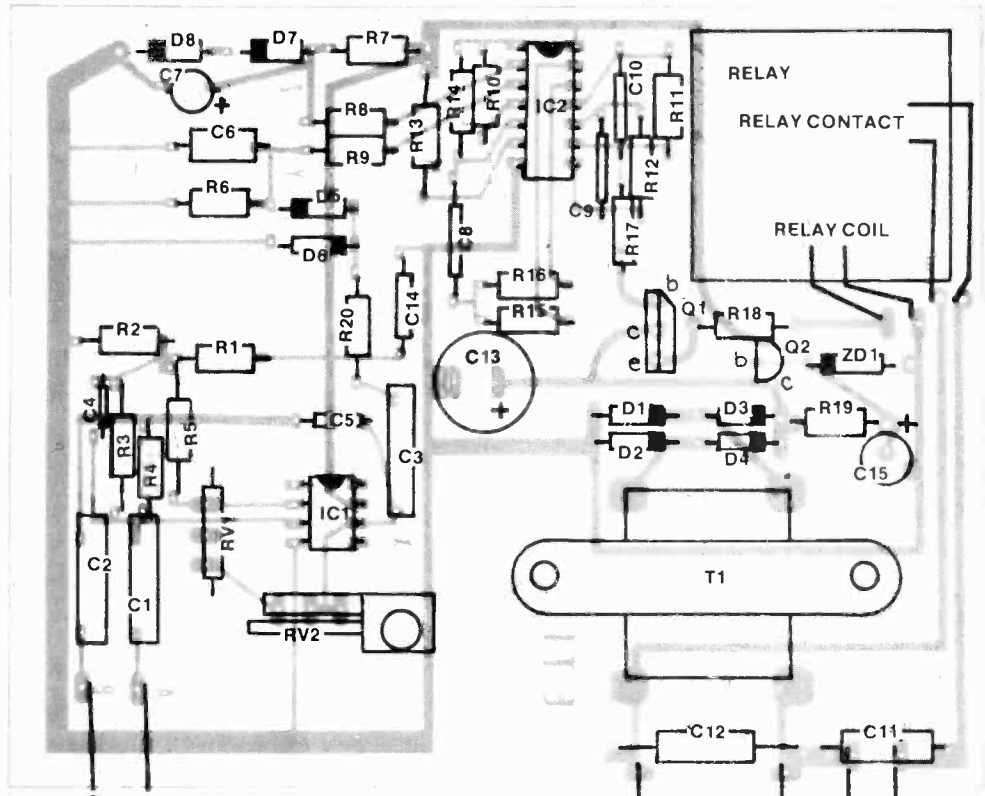 D8
D7
R7
C7
+
R8
R9
C6
R6
D5
D6
R13
R14
R10
IC2
C10
R11
R12
C9
R17
C8
R16
R15
RELAY
RELAY CONTACT
RELAY COIL
R20
C14
R2
R1
C13
+
b
c
e
Q1
R18
b
Q2
c
ZD1
C4
R3
R4
R5
C5
C3
D1
D3
D2
D4
R19
+
C15
C2
C1
IC1
RV2
T1
C12
C11